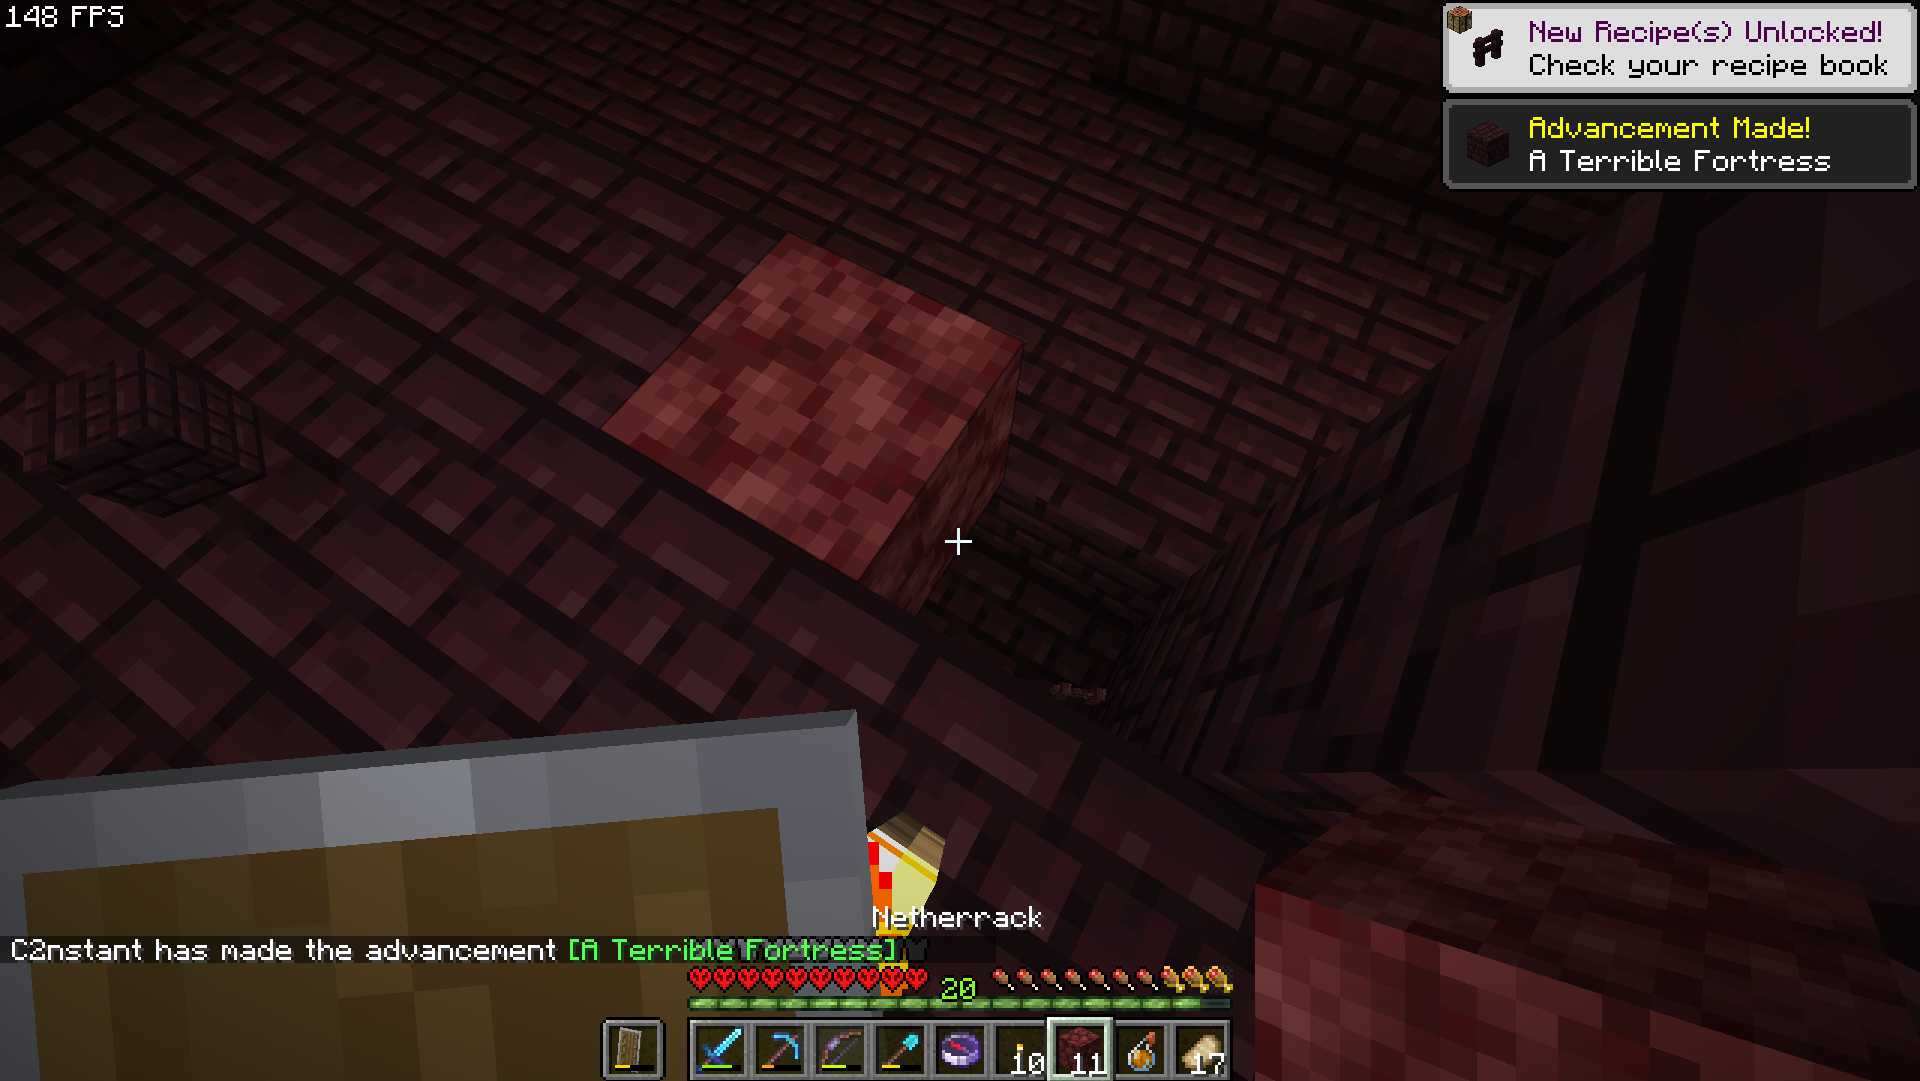 148 FPS
New Recipe(s) Unlocked!
Check your recipe book
Advancement Made!
A Terrible Fortress
Netherrack
C2nstant has made the advancement [A Terrible Fortress]
20
10
11
17